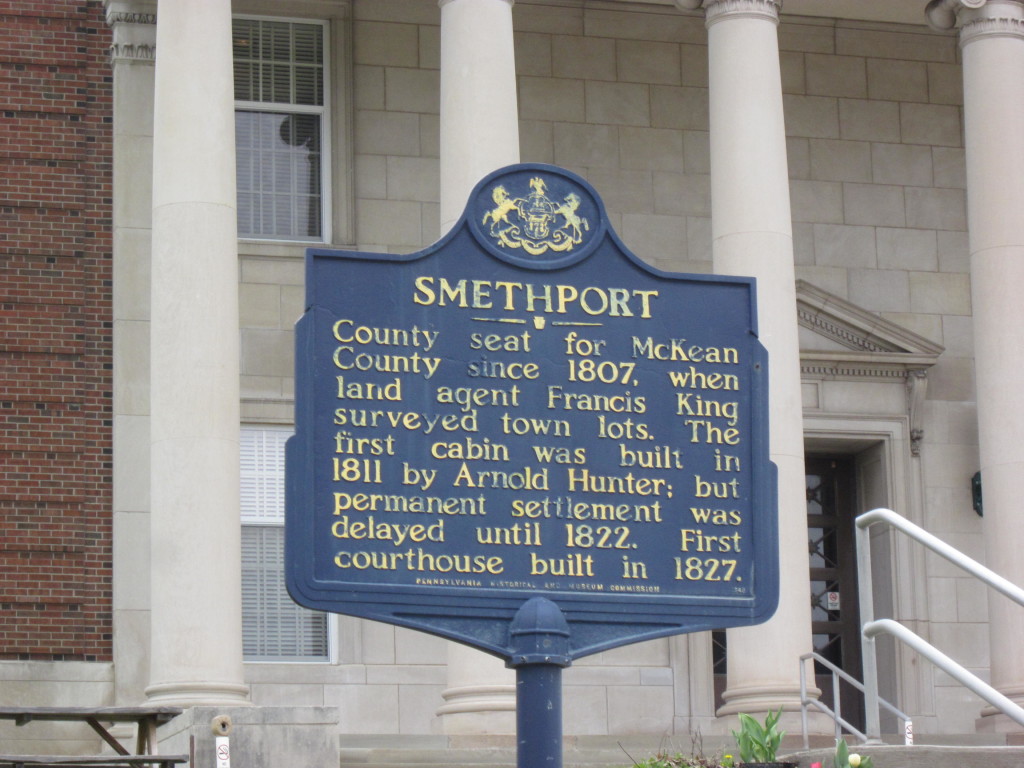 SMETHPORT
County seat for McKean
County since 1807, when
land agent Francis King
surveyed town lots. The
first cabin was built in
1811 by Arnold Hunter; but
permanent settlement was
delayed until 1822. First
courthouse built in 1827.
PENNSYLVANIA HISTORICAL AND MUSEUM COMMISSION